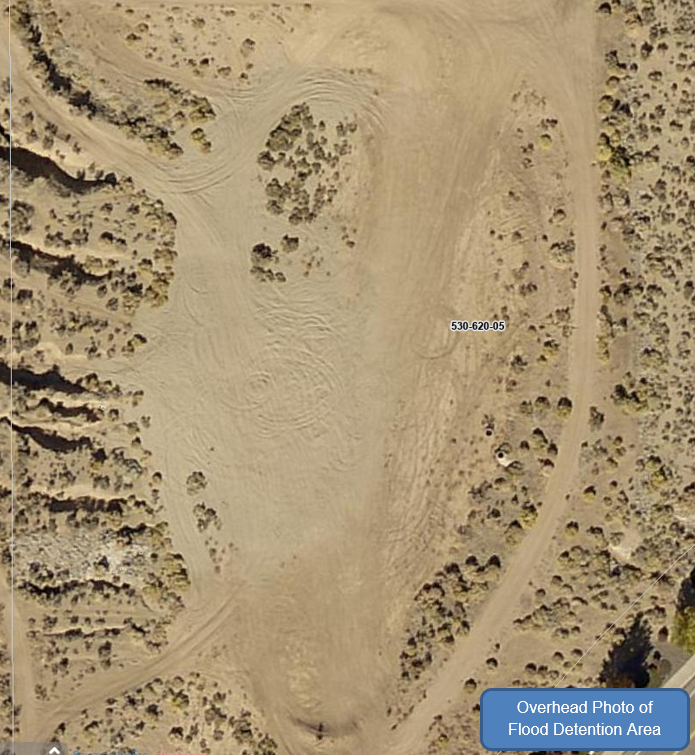 530-620-05
Overhead Photo of
Flood Detention Area